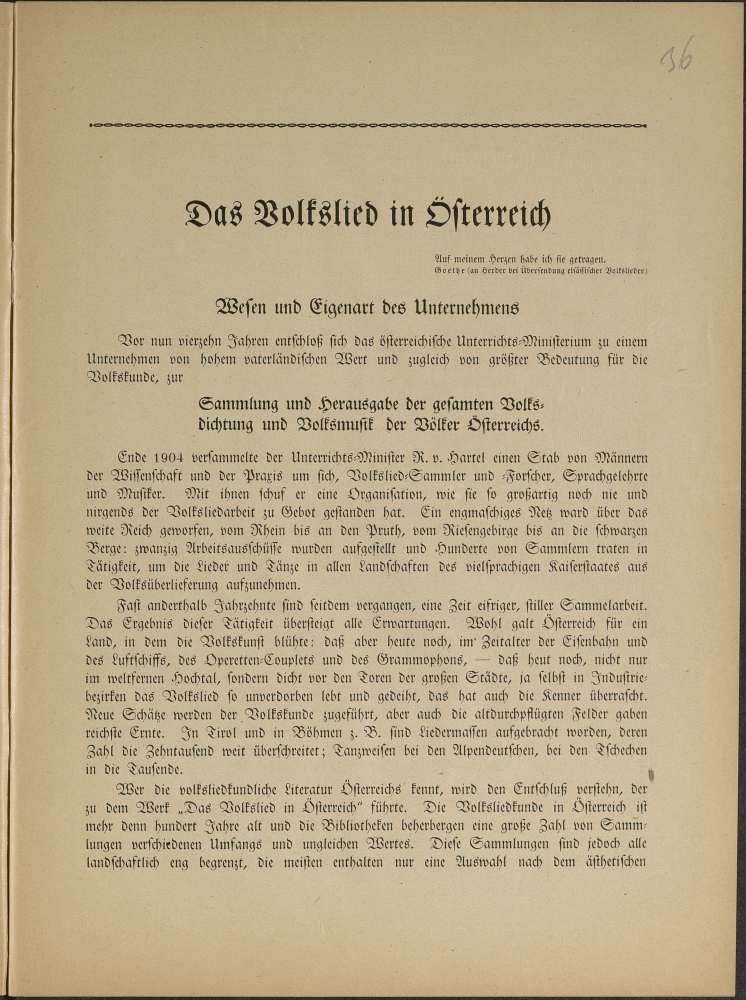 36
Das Volkslied in Österreich
Auf meinem Herzen habe ich sie getragen.
Goethe (an Herder bei Übersendung elsässischer Volkslieder)
Wesen und Eigenart des Unternehmens
Vor nun vierzehn Jahren entschloß sich das österreichische Unterrichts-Ministerium zu einem
Unternehmen von hohem vaterländischen Wert und zugleich von größter Bedeutung für die
Volkskunde, zur
Sammlung und Herausgabe der gesamten Volks-
dichtung und Volksmusik der Völker Österreichs.
Ende 1904 versammelte der Unterrichts-Minister R. v. Hartel einen Stab von Männern
der Wissenschaft und der Praxis um sich, Volkslied-Sammler und -Forscher, Sprachgelehrte
und Musiker. Mit ihnen schuf er eine Organisation, wie sie so großartig noch nie und
nirgends der Volksliedarbeit zu Gebot gestanden hat. Ein engmaschiges Netz ward über das
weite Reich geworfen, vom Rhein bis an den Pruth, vom Riesengebirge bis an die schwarzen
Berge: zwanzig Arbeitsausschüsse wurden aufgestellt und Hunderte von Sammlern traten in
Tätigkeit, um die Lieder und Tänze in allen Landschaften des vielsprachigen Kaiserstaates aus
der Volksüberlieferung aufzunehmen.
Fast anderthalb Jahrzehnte sind seitdem vergangen, eine Zeit eifriger, stiller Sammelarbeit.
Das Ergebnis dieser Tätigkeit übersteigt alle Erwartungen. Wohl galt Österreich für ein
Land, in dem die Volkskunst blühte: daß aber heute noch, im Zeitalter der Eisenbahn und
des Luftschiffs, des Operetten-Couplets und des Grammophons, — daß heut noch, nicht nur
im weltfernen Hochtal, sondern dicht vor den Toren der großen Städte, ja selbst in Industrie-
bezirken das Volkslied so unverdorben lebt und gedeiht, das hat auch die Kenner überrascht.
Neue Schätze werden der Volkskunde zugeführt, aber auch die altdurchpflügten Felder gaben
reichste Ernte. In Tirol und in Böhmen z. B. sind Liedermassen aufgebracht worden, deren
Zahl die Zehntausend weit überschreitet; Tanzweisen bei den Alpendeutschen, bei den Tschechen
in die Tausende.
Wer die volksliedkundliche Literatur Österreichs kennt, wird den Entschluß verstehn, der
zu dem Werk „Das Volkslied in Österreich“ führte. Die Volksliedkunde in Österreich ist
mehr denn hundert Jahre alt und die Bibliotheken beherbergen eine große Zahl von Samm-
lungen verschiedenen Umfangs und ungleichen Wertes. Diese Sammlungen sind jedoch alle
landschaftlich eng begrenzt, die meisten enthalten nur eine Auswahl nach dem ästhetischen